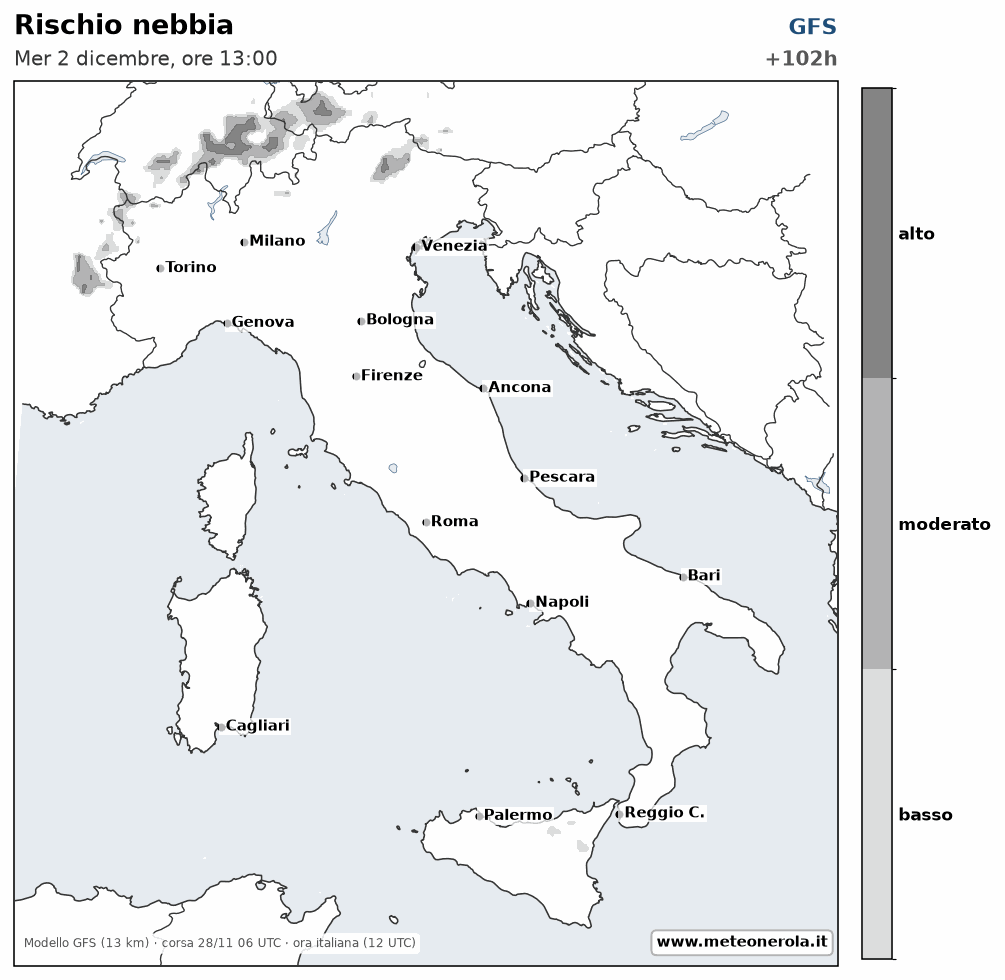 Rischio nebbia
GFS
Mer 2 dicembre, ore 13:00
+102h
alto
Milano
Venezia
Torino
Bologna
Genova
Firenze
Ancona
Pescara
Roma
moderato
Bari
Napoli
Cagliari
Palermo
Reggio C.
basso
Modello GFS (13 km) · corsa 28/11 06 UTC · ora italiana (12 UTC)
www.meteonerola.it